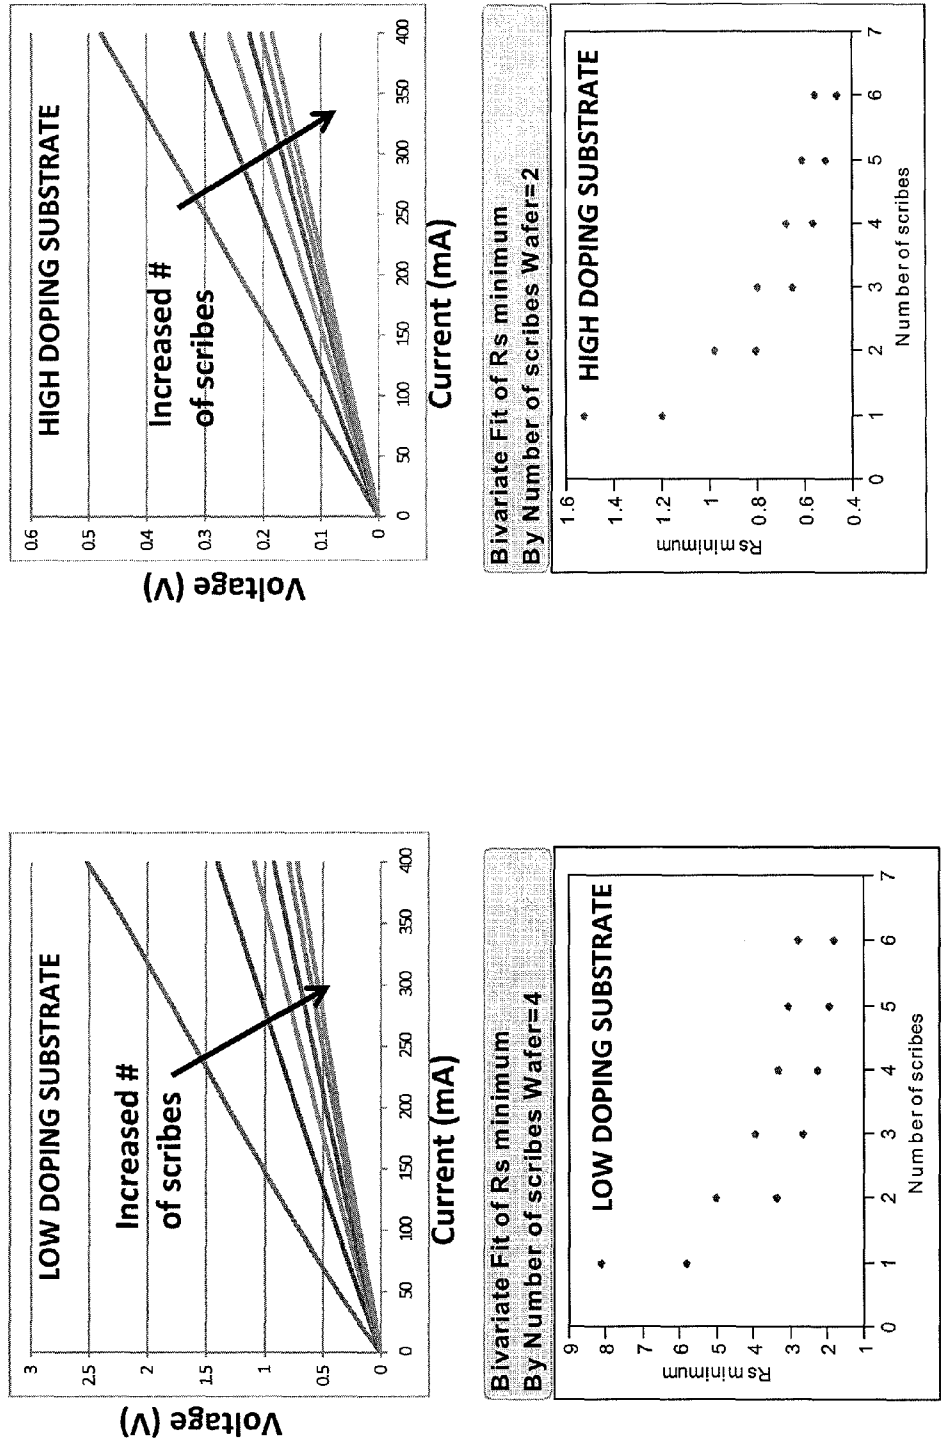 LOW DOPING SUBSTRATE
3
2.5
2
1.5
1
0.5
0
Voltage (V)
Increased #
of scribes
0 50 100 150 200 250 300 350 400
Current (mA)
HIGH DOPING SUBSTRATE
0.6
0.5
0.4
0.3
0.2
0.1
0
Voltage (V)
Increased #
of scribes
0 50 100 150 200 250 300 350 400
Current (mA)
Bivariate Fit of Rs minimum
By Number of scribes Wafer=4
LOW DOPING SUBSTRATE
9
8
7
6
5
4
3
2
1
Rs minimum
0 1 2 3 4 5 6 7
Number of scribes
Bivariate Fit of Rs minimum
By Number of scribes Wafer=2
HIGH DOPING SUBSTRATE
1.6
1.4
1.2
1
0.8
0.6
0.4
Rs minimum
0 1 2 3 4 5 6 7
Number of scribes